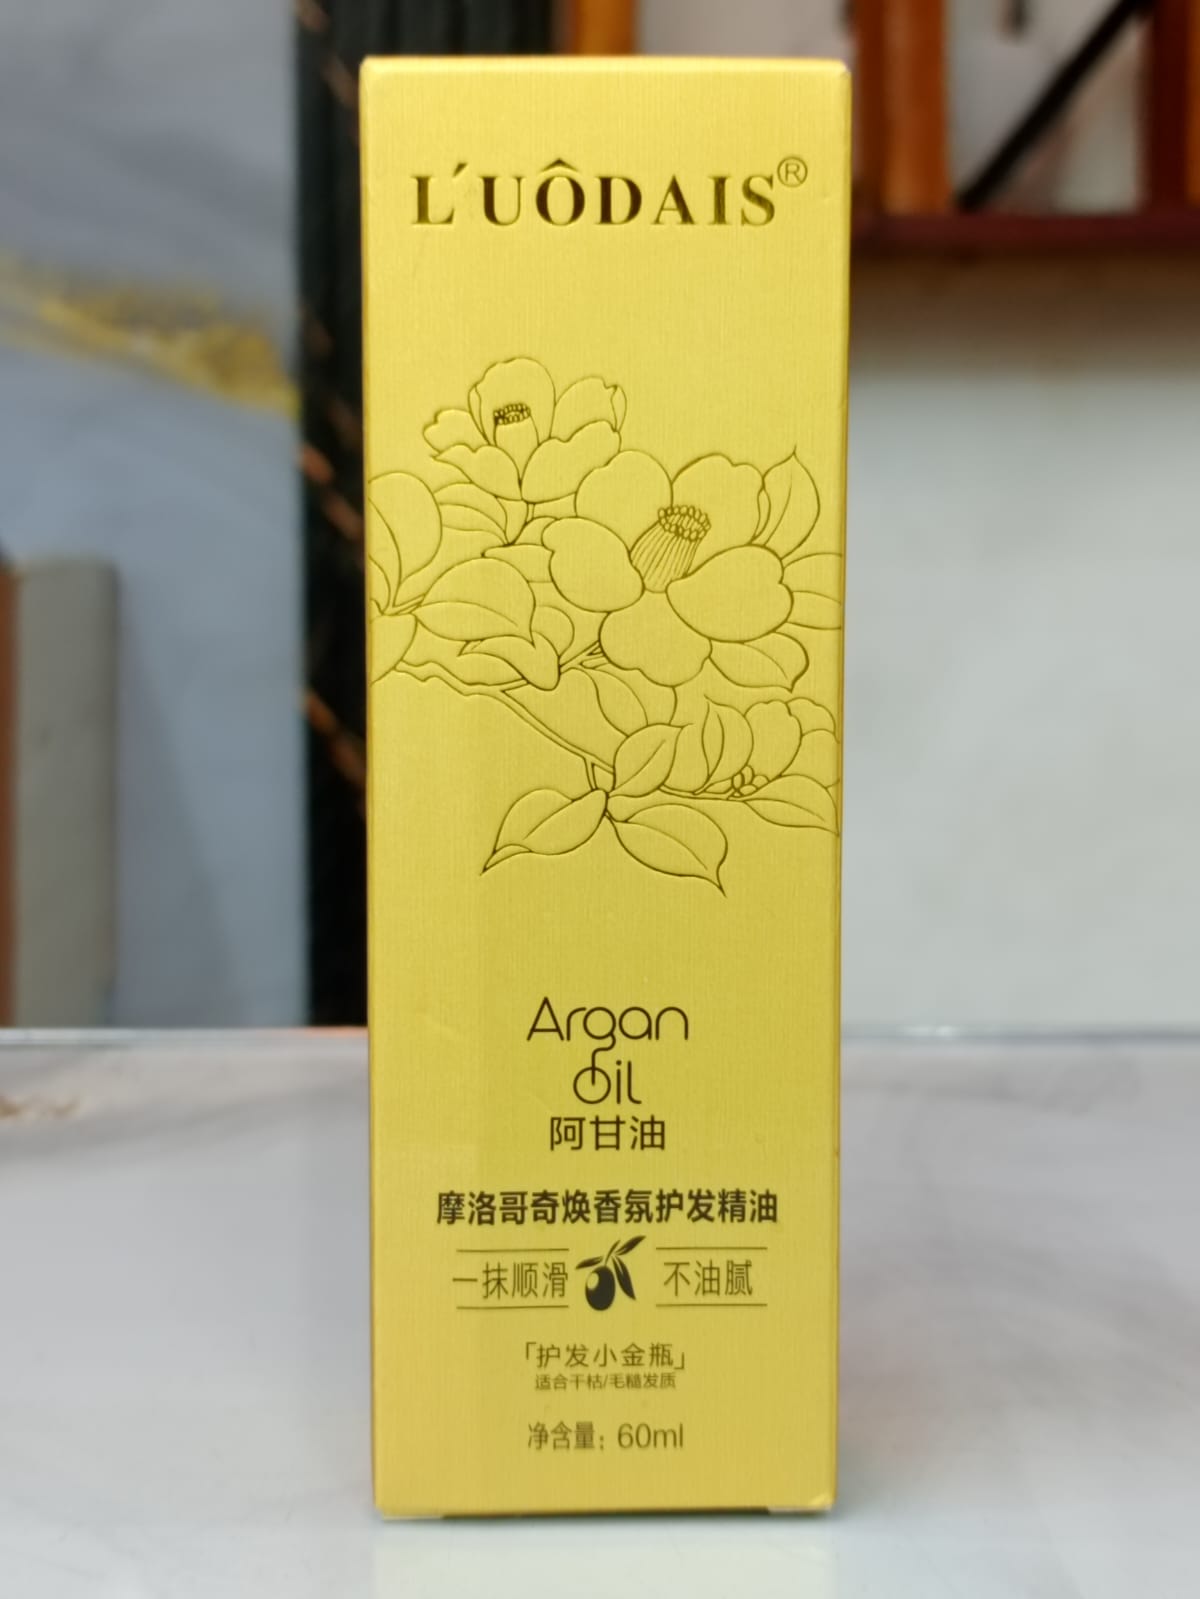 L'UÔDAIS®
Argan
Oil
阿甘油
摩洛哥奇焕香氛护发精油
一抹顺滑 不油腻
「护发小金瓶」
适合干枯/毛糙发质
净含量：60ml